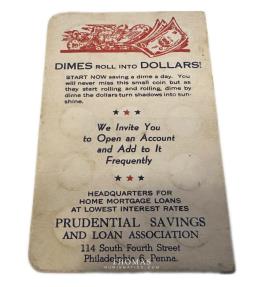 DIMES ROLL INTO DOLLARS!
START NOW saving a dime a day. You
will never miss this small coin but as
they start rolling and rolling, dime by
dime the dollars turn shadows into sun-
shine.
We Invite You
to Open an Account
and Add to It
Frequently
HEADQUARTERS FOR
HOME MORTGAGE LOANS
AT LOWEST INTEREST RATES
PRUDENTIAL SAVINGS
AND LOAN ASSOCIATION
114 South Fourth Street
Philadelphia 6, Penna.
THOMAS
NUMISMATICS.COM